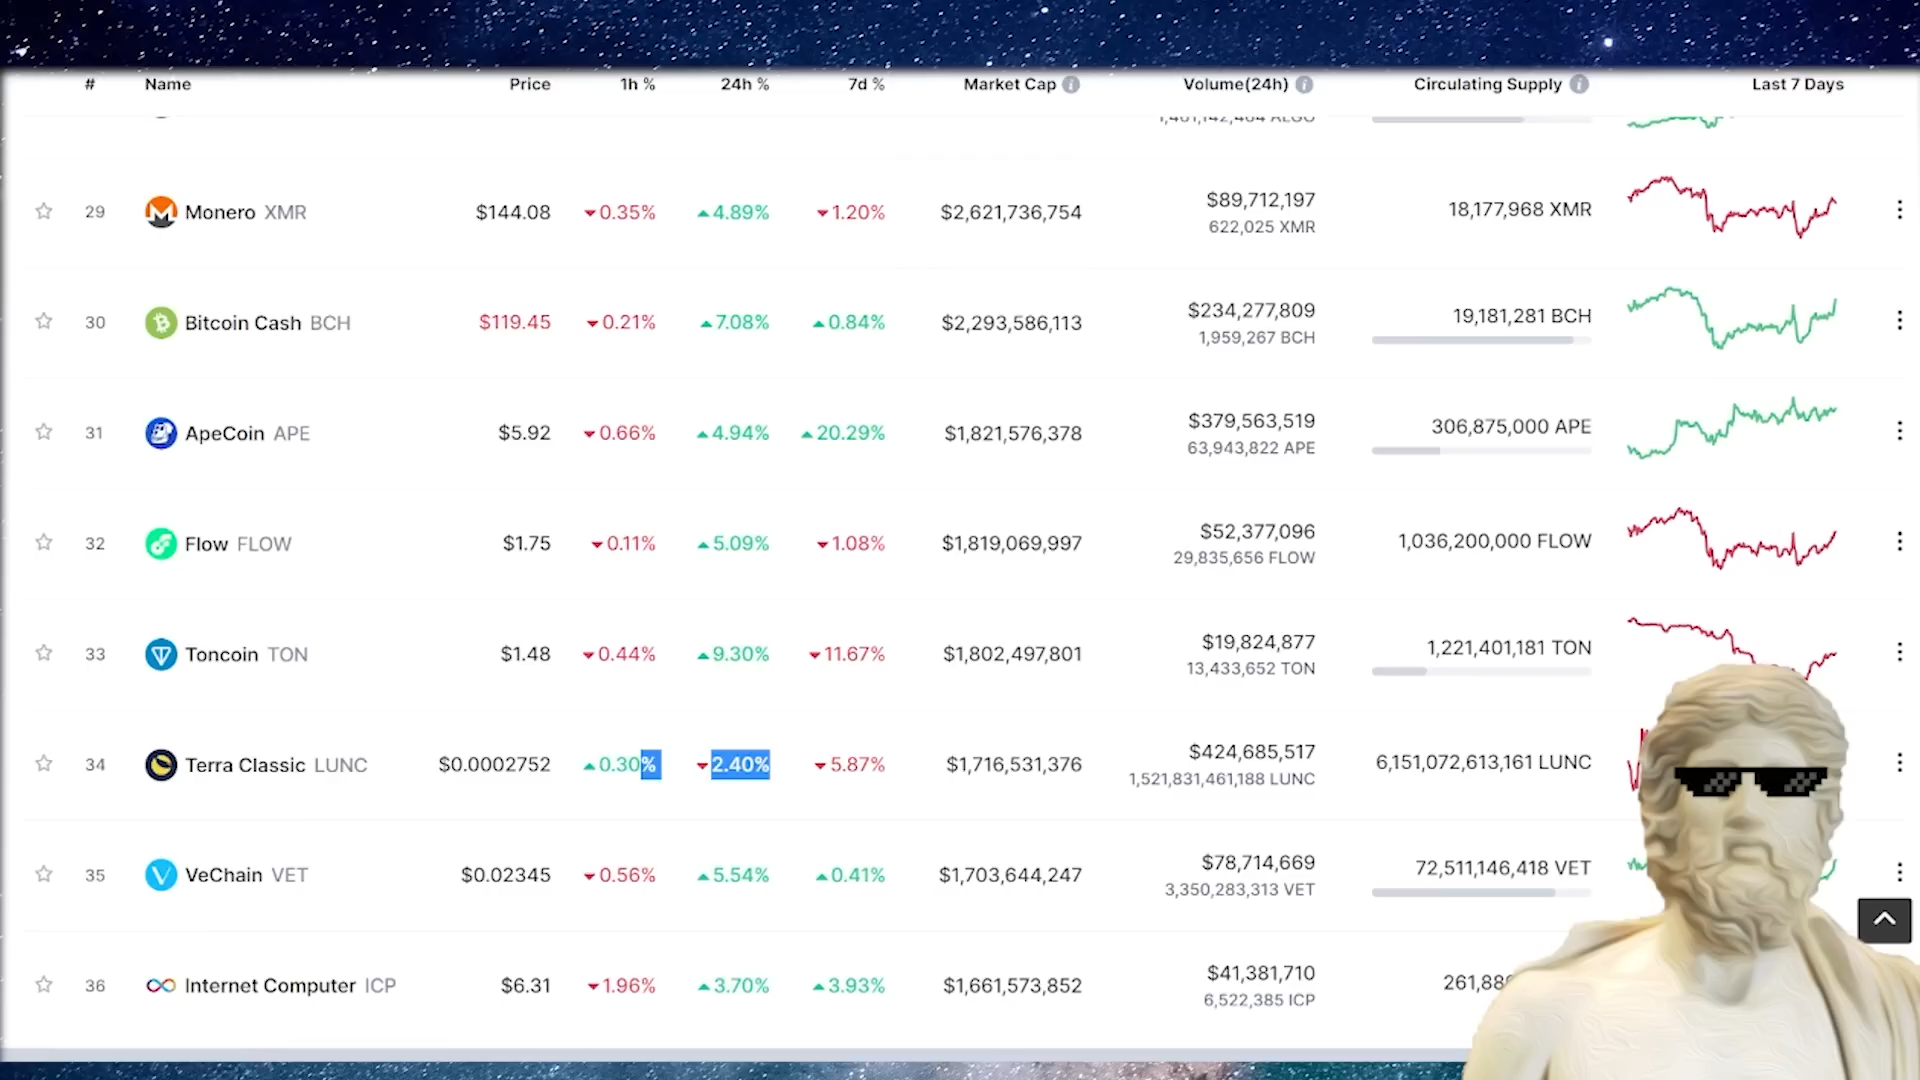 # Name Price 1h % 24h % 7d % Market Cap Volume(24h) Circulating Supply Last 7 Days
29 Monero XMR $144.08 0.35% 4.89% 1.20% $2,621,736,754 $89,712,197 18,177,968 XMR
622,025 XMR
30 Bitcoin Cash BCH $119.45 0.21% 7.08% 0.84% $2,293,586,113 $234,277,809 19,181,281 BCH
1,959,267 BCH
31 ApeCoin APE $5.92 0.66% 4.94% 20.29% $1,821,576,378 $379,563,519 306,875,000 APE
63,943,822 APE
32 Flow FLOW $1.75 0.11% 5.09% 1.08% $1,819,069,997 $52,377,096 1,036,200,000 FLOW
29,835,656 FLOW
33 Toncoin TON $1.48 0.44% 9.30% 11.67% $1,802,497,801 $19,824,877 1,221,401,181 TON
13,433,652 TON
34 Terra Classic LUNC $0.0002752 0.30% 2.40% 5.87% $1,716,531,376 $424,685,517 6,151,072,613,161 LUNC
1,521,831,461,188 LUNC
35 VeChain VET $0.02345 0.56% 5.54% 0.41% $1,703,644,247 $78,714,669 72,511,146,418 VET
3,350,283,313 VET
36 Internet Computer ICP $6.31 1.96% 3.70% 3.93% $1,661,573,852 $41,381,710
6,522,385 ICP